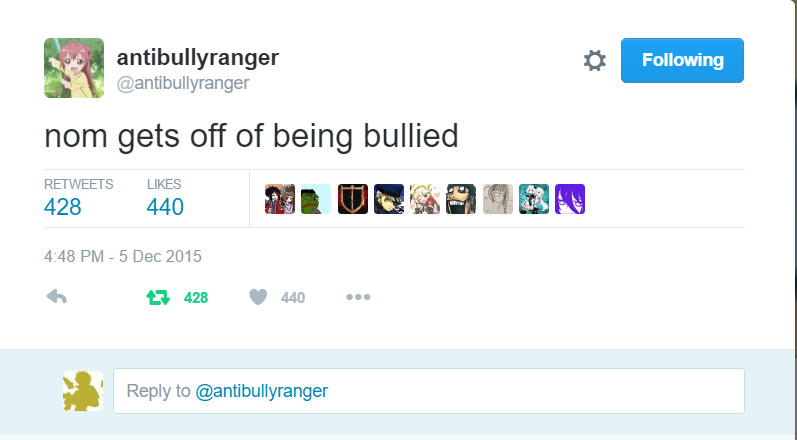 antibullyranger
@antibullyranger
Following
nom gets off of being bullied
RETWEETS LIKES
428 440
4:48 PM - 5 Dec 2015
428 440
Reply to @antibullyranger